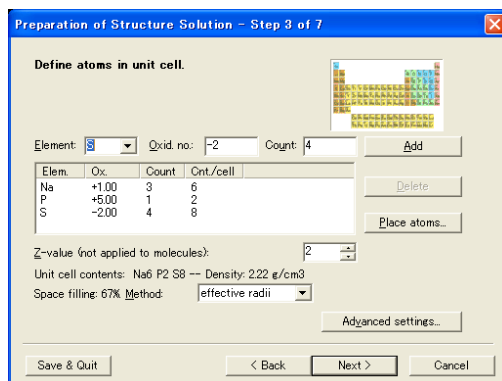 Preparation of Structure Solution - Step 3 of 7
Define atoms in unit cell.
Element: S Oxid. no.: -2 Count: 4 Add
Elem. Ox. Count Cnt./cell
Na +1.00 3 6
P +5.00 1 2
S -2.00 4 8
Delete
Place atoms...
Z-value (not applied to molecules): 2
Unit cell contents: Na6 P2 S8 -- Density: 2.22 g/cm3
Space filling: 67% Method: effective radii
Advanced settings...
Save & Quit < Back Next > Cancel